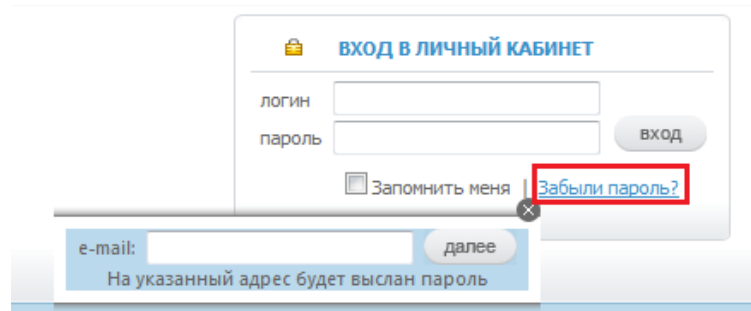 ВХОД В ЛИЧНЫЙ КАБИНЕТ
логин
пароль
вход
Запомнить меня | Забыли пароль?
e-mail:
далее
На указанный адрес будет выслан пароль